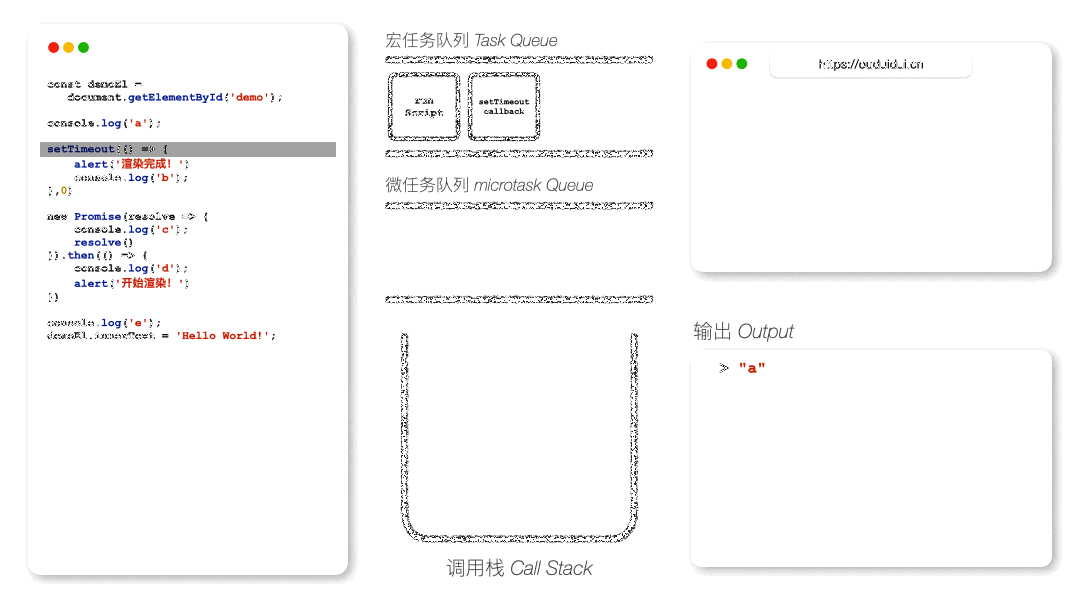 const demoEl =
document.getElementById('demo');
console.log('a');
setTimeout(() => {
alert('渲染完成！')
console.log('b');
},0)
new Promise(resolve => {
console.log('c');
resolve()
}).then(() => {
console.log('d');
alert('开始渲染！')
})
console.log('e');
demoEl.innerText = 'Hello World!';
宏任务队列 Task Queue
run
Script
setTimeout
callback
微任务队列 microtask Queue
调用栈 Call Stack
https://ouduidui.cn
输出 Output
> "a"